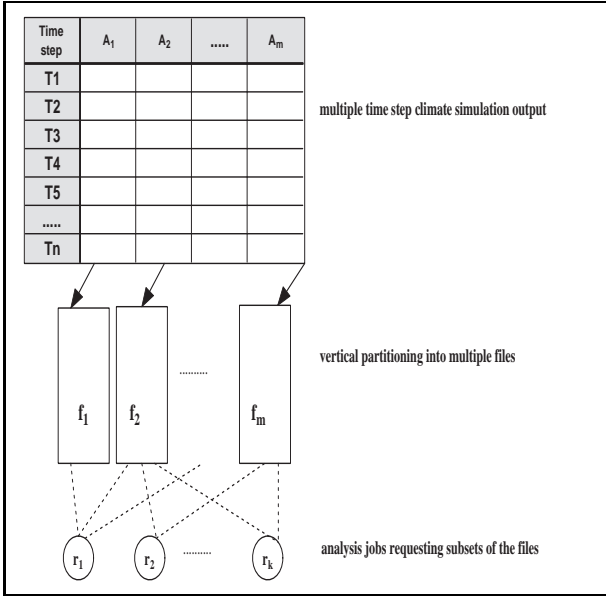 Time step A1 A2 ..... Am
T1
T2
T3
T4
T5
.....
Tn
multiple time step climate simulation output
f1 f2 .......... fm
vertical partitioning into multiple files
r1 r2 .......... rk
analysis jobs requesting subsets of the files